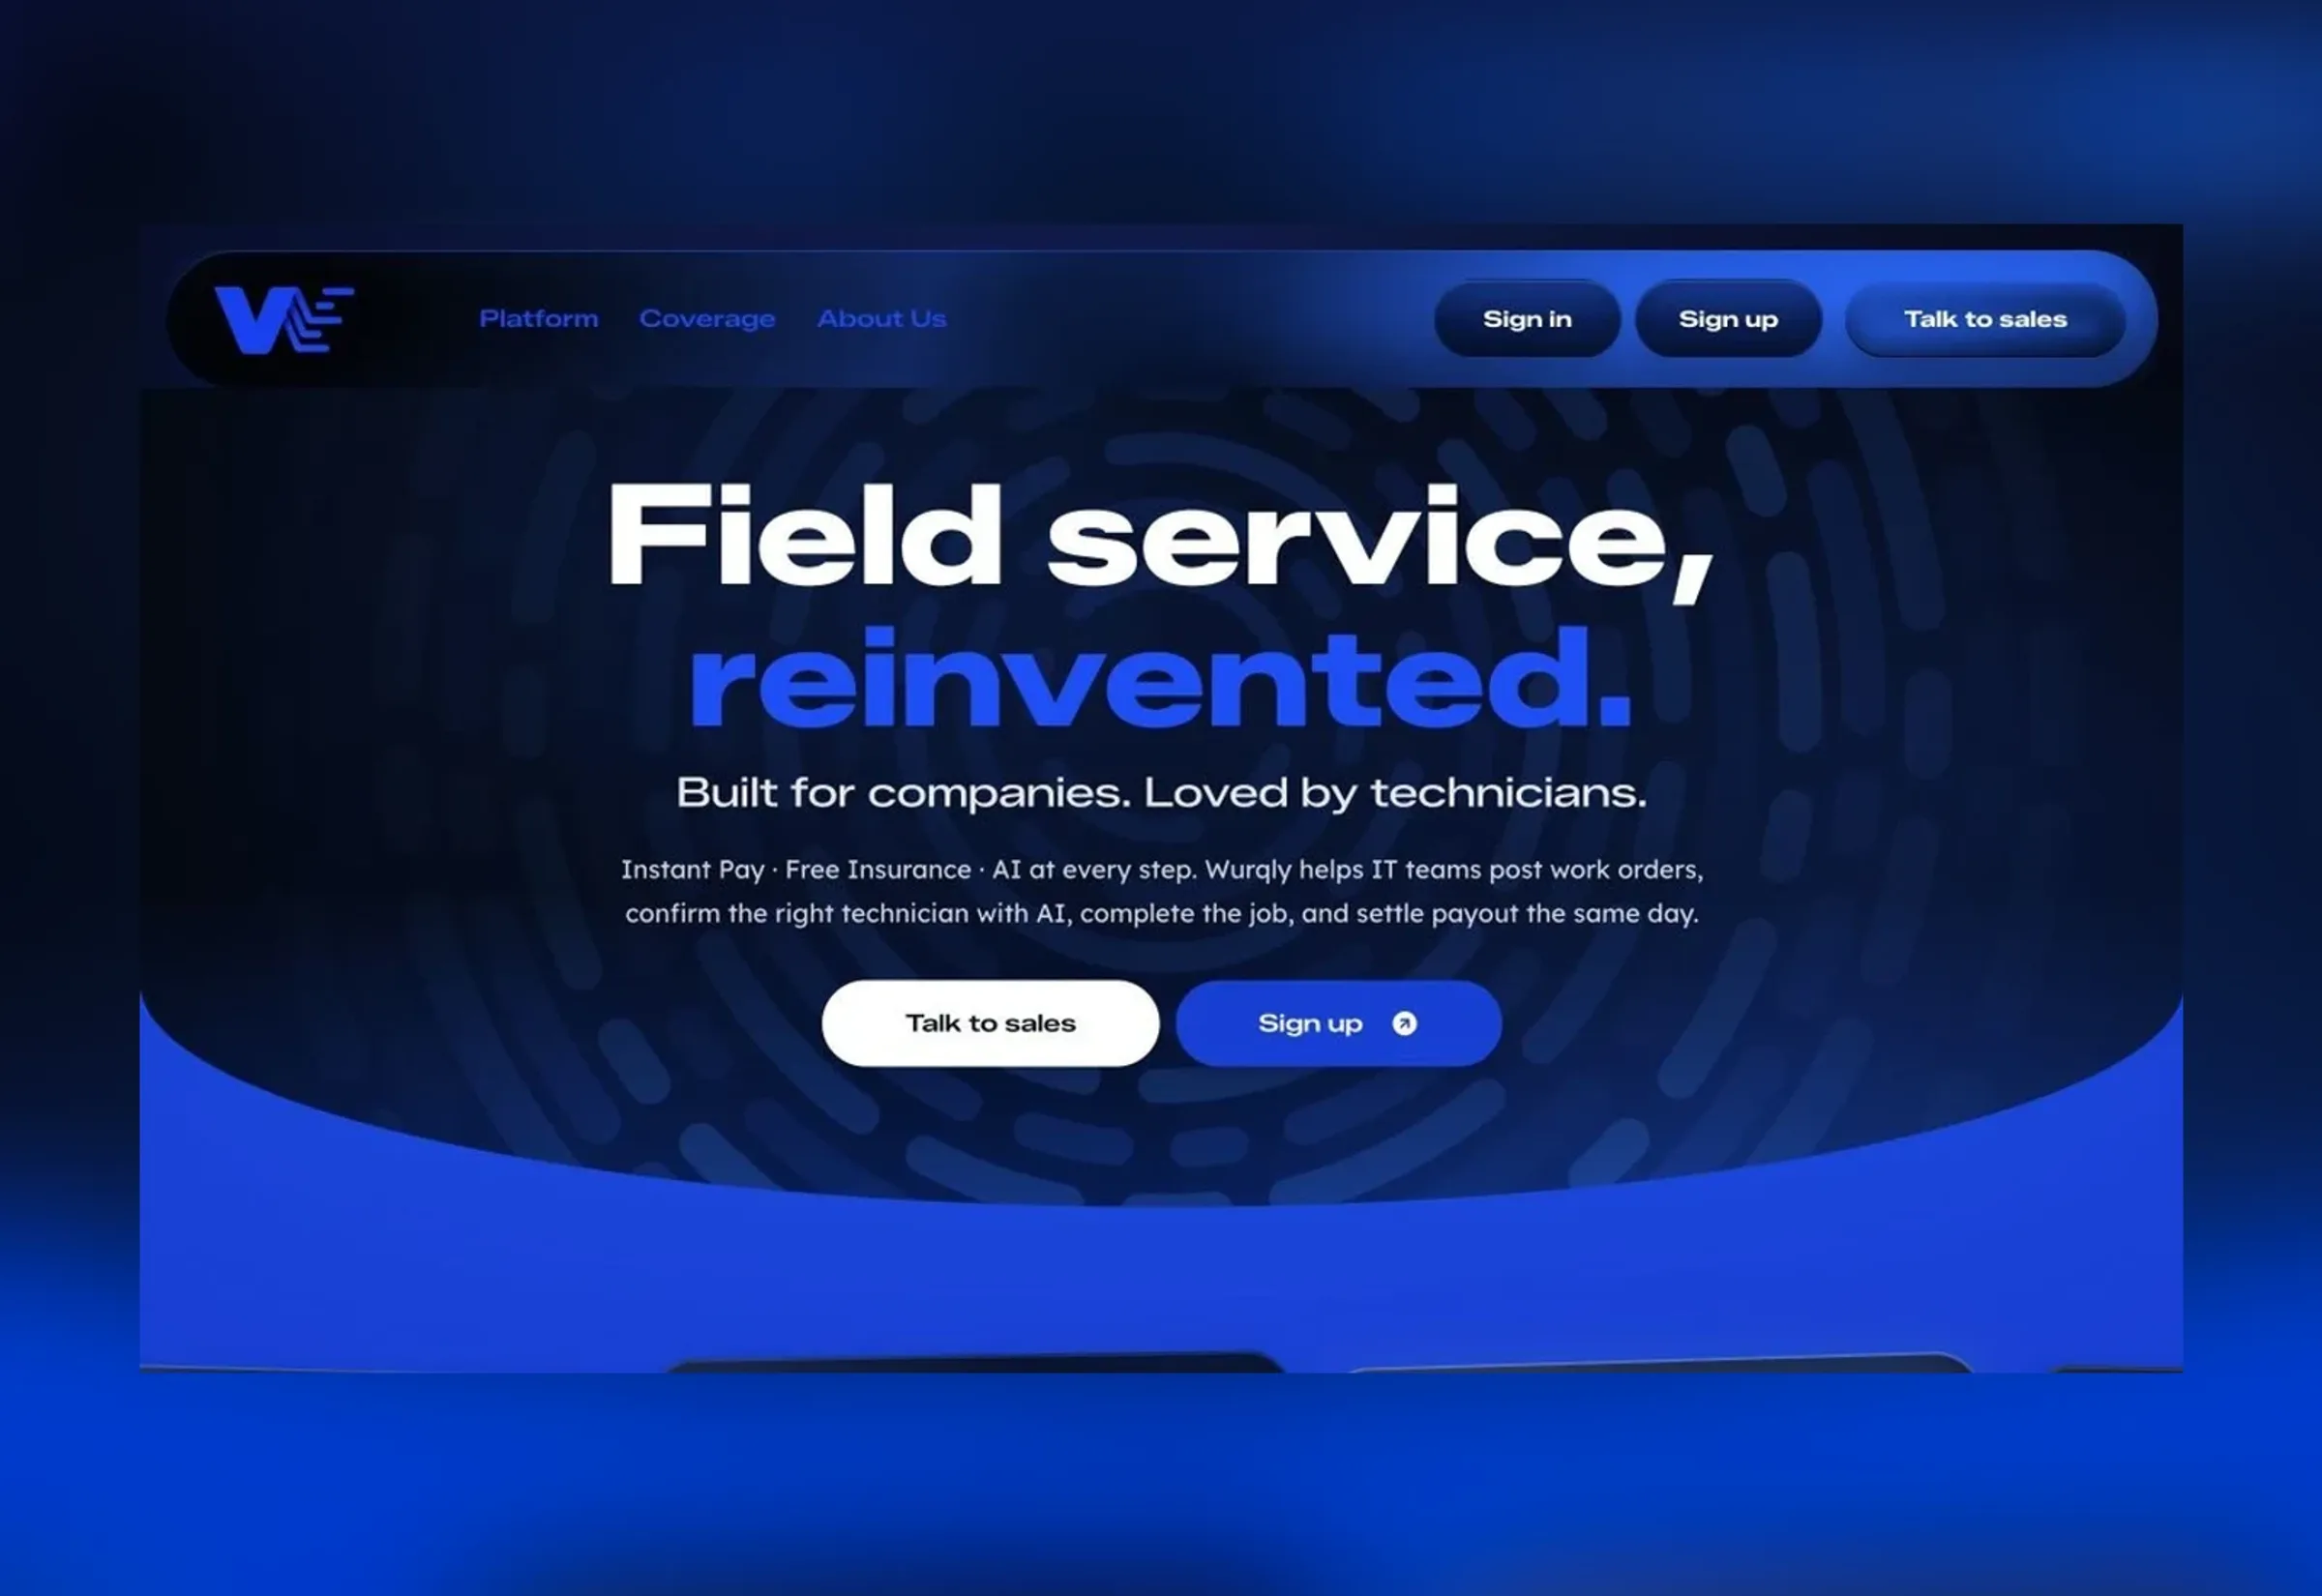 Platform Coverage About Us Sign in Sign up Talk to sales
Field service,
reinvented.
Built for companies. Loved by technicians.
Instant Pay · Free Insurance · AI at every step. Wurqly helps IT teams post work orders,
confirm the right technician with AI, complete the job, and settle payout the same day.
Talk to sales Sign up